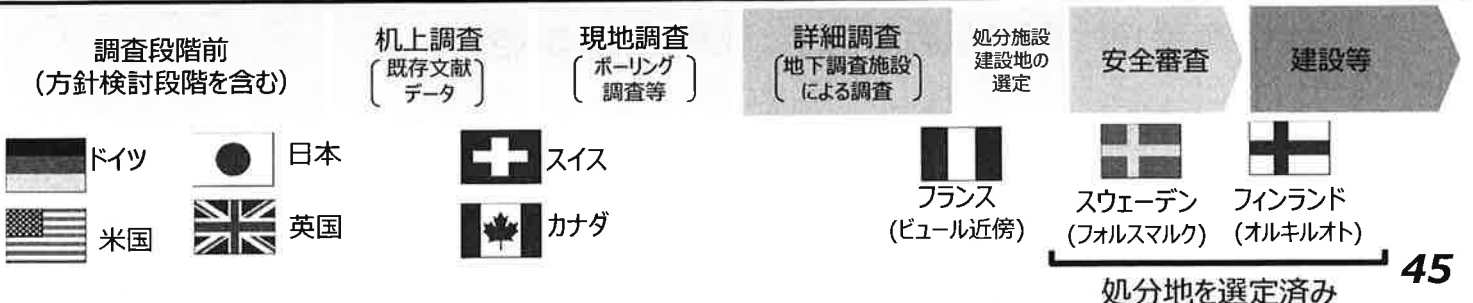 調査段階前
(方針検討段階を含む)
机上調査
〔既存文献
データ〕
現地調査
〔ボーリング
調査等〕
詳細調査
〔地下調査施設
による調査〕
処分施設
建設地の
選定
安全審査
建設等
ドイツ
日本
スイス
フランス
(ビュール近傍)
スウェーデン
(フォルスマルク)
フィンランド
(オルキルオト)
米国
英国
カナダ
処分地を選定済み
45